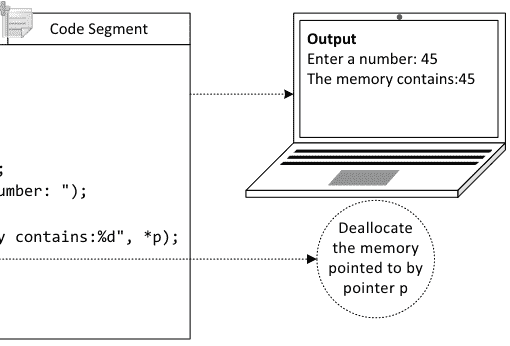 Code Segment
;
umber: ");
y contains:%d", *p);
Output
Enter a number: 45
The memory contains:45
Deallocate
the memory
pointed to by
pointer p